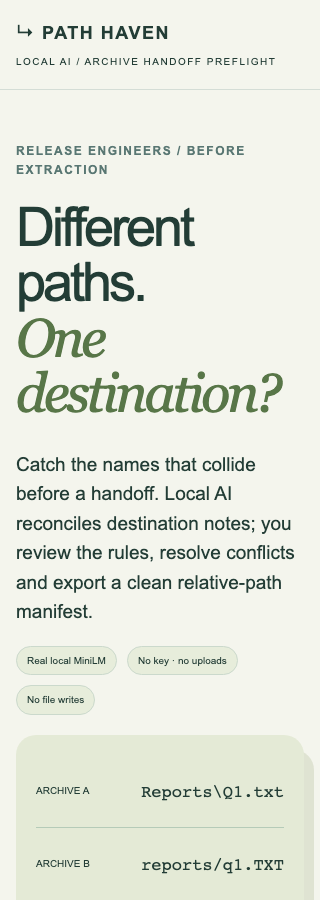 ↳ PATH HAVEN
LOCAL AI / ARCHIVE HANDOFF PREFLIGHT
RELEASE ENGINEERS / BEFORE
EXTRACTION
Different
paths.
One
destination?
Catch the names that collide
before a handoff. Local AI
reconciles destination notes; you
review the rules, resolve conflicts
and export a clean relative-path
manifest.
Real local MiniLM
No key · no uploads
No file writes
ARCHIVE A Reports\Q1.txt
ARCHIVE B reports/q1.TXT